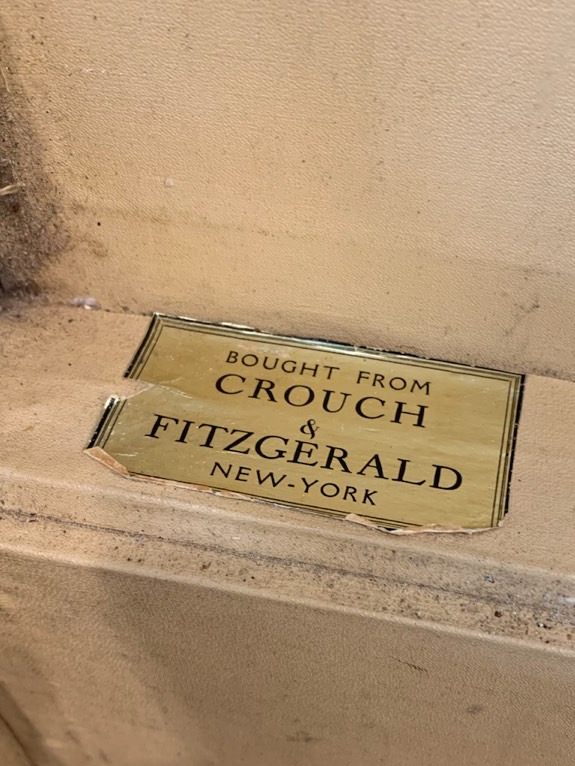 BOUGHT FROM
CROUCH
&
FITZGERALD
NEW-YORK